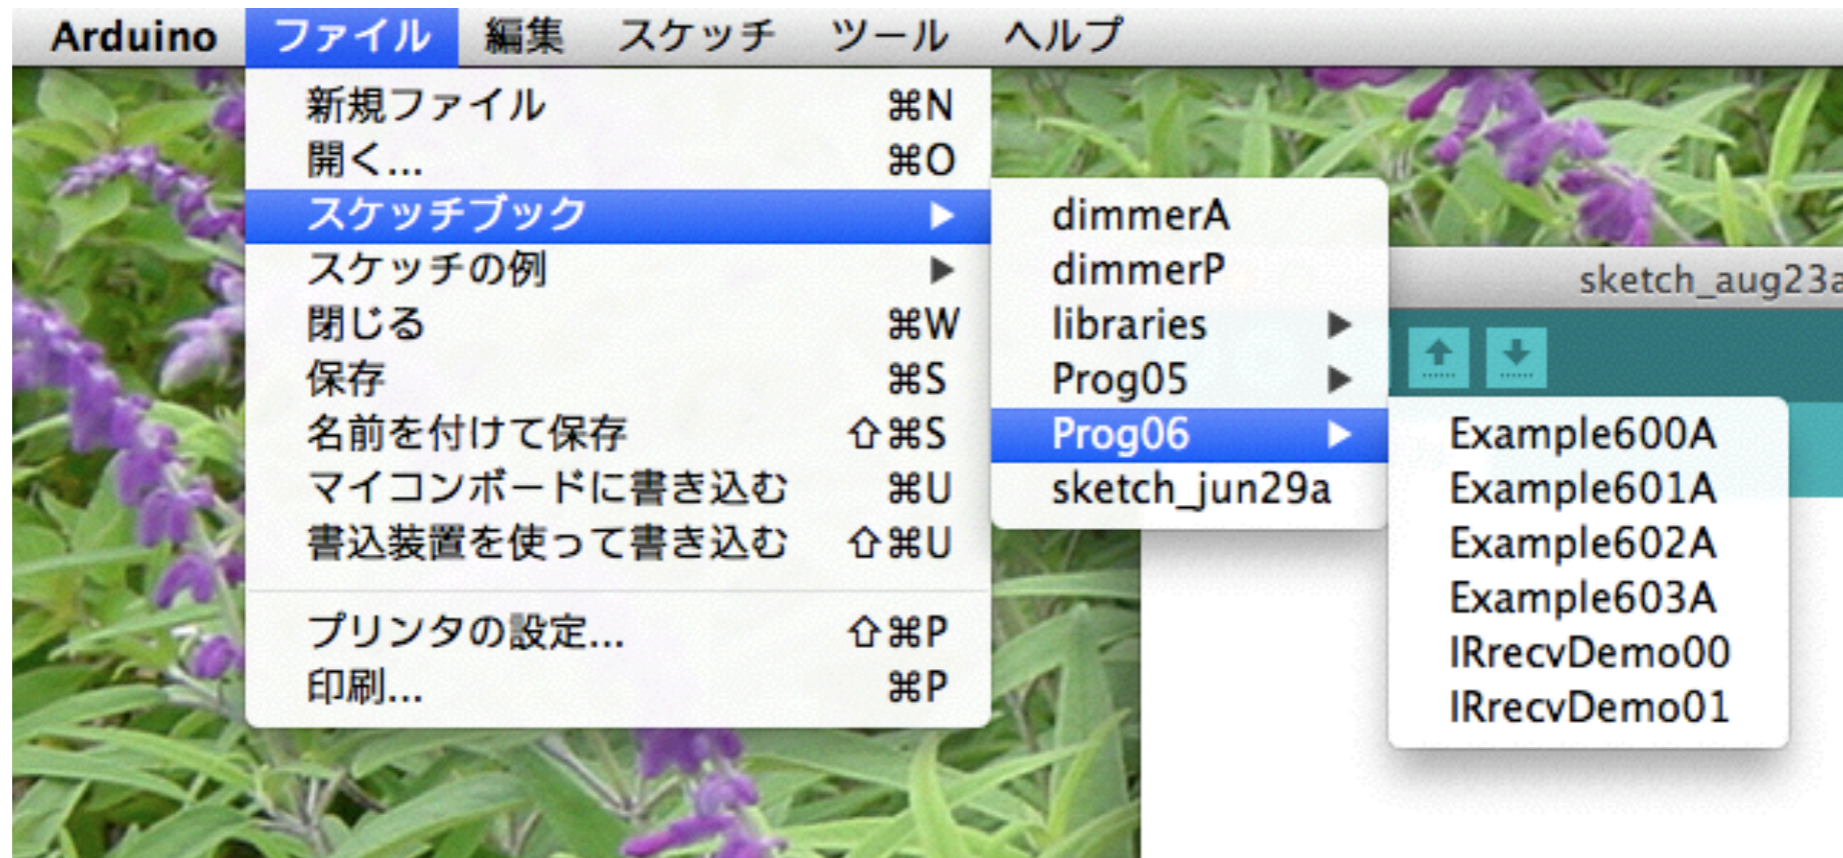 Arduino ファイル 編集 スケッチ ツール ヘルプ
新規ファイル ⌘N
開く... ⌘O
スケッチブック ▶
スケッチの例 ▶
閉じる ⌘W
保存 ⌘S
名前を付けて保存 ⇧⌘S
マイコンボードに書き込む ⌘U
書込装置を使って書き込む ⇧⌘U
プリンタの設定... ⇧⌘P
印刷... ⌘P
dimmerA
dimmerP
libraries ▶
Prog05 ▶
Prog06 ▶
sketch_jun29a
sketch_aug23a
Example600A
Example601A
Example602A
Example603A
IRrecvDemo00
IRrecvDemo01